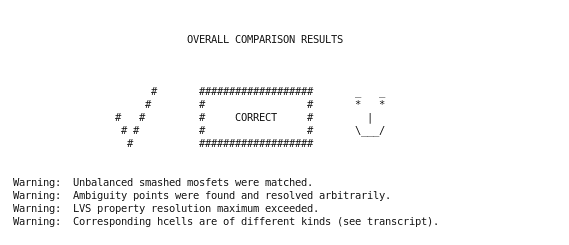 OVERALL COMPARISON RESULTS
      #       ###################       _   _
     #        #                 #       *   *
#   #         #     CORRECT     #         |
 # #          #                 #       \___/
  #           ###################
Warning:  Unbalanced smashed mosfets were matched.
Warning:  Ambiguity points were found and resolved arbitrarily.
Warning:  LVS property resolution maximum exceeded.
Warning:  Corresponding hcells are of different kinds (see transcript).